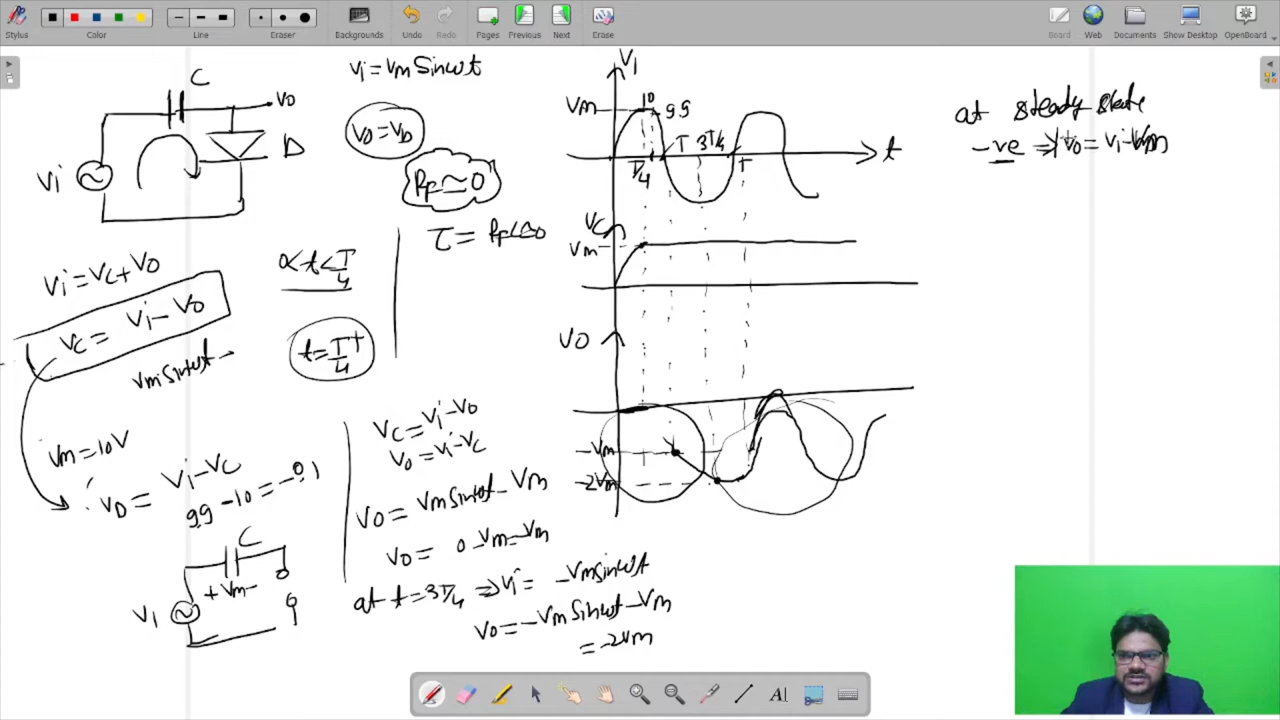 Stylus
Color
Line
Eraser
Backgrounds
Undo
Redo
Pages
Previous
Next
Erase
Board
Web
Documents
Show Desktop
OpenBoard
C
Vo
Vi
D
Vi = Vm Sinωt
Vo = VD
RF ≃ 0
τ = RFC ≃ 0
Vi = Vc + Vo
Vc = Vi - Vo
Vm Sinωt -
0 < t < T/4
t = T/4 +
Vm = 10V
VD = Vi - Vc
9.9 - 10 = -0.1
C
+ Vm -
Vi
Vc = Vi - Vo
Vo = Vi - Vc
Vo = Vm Sinωt - Vm
Vo = 0 - Vm = -Vm
at t = 3T/4 ⇒ Vi = -Vm sinωt
Vo = -Vm Sinωt - Vm
= -2Vm
Vi
Vm
10
9.9
T/4
T
3T/4
T
t
Vc
Vm
Vo
-Vm
-2Vm
at steady state
-ve ⇒ Vo = Vi - Vm